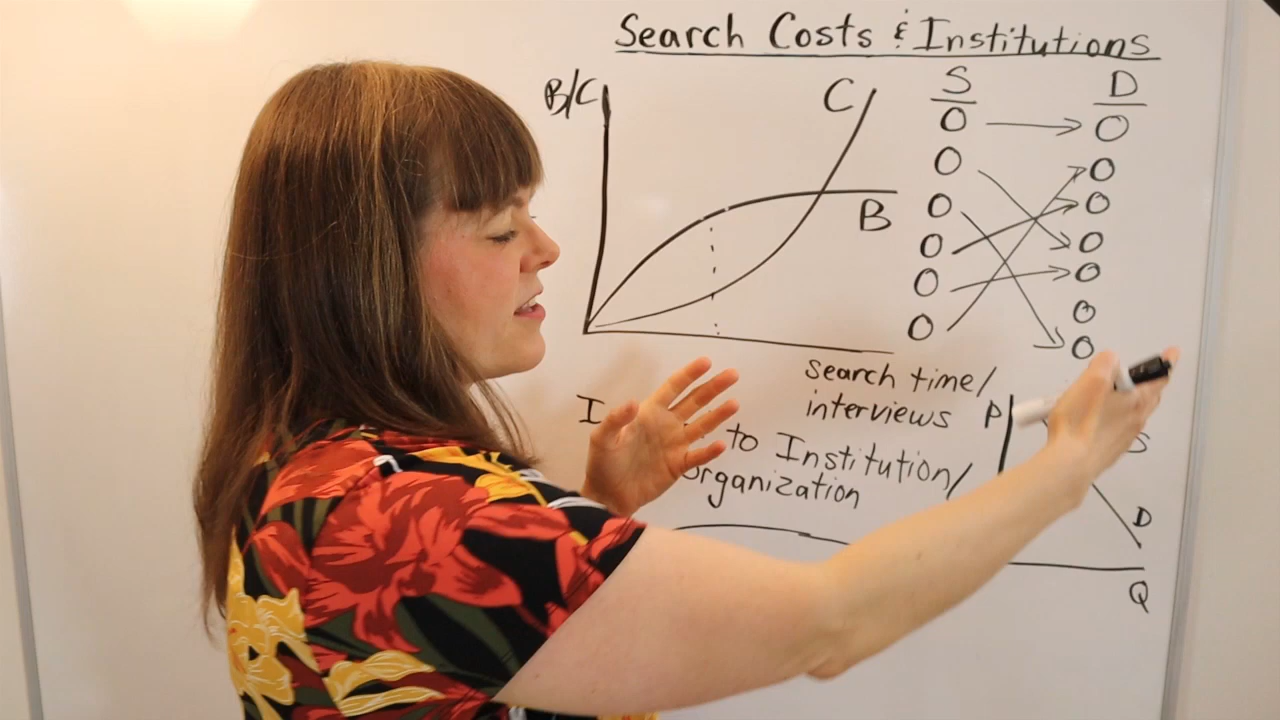 Search Costs & Institutions
B/C
C
B
S D
search time/
interviews
I
to Institution/
organization
P
S
D
Q